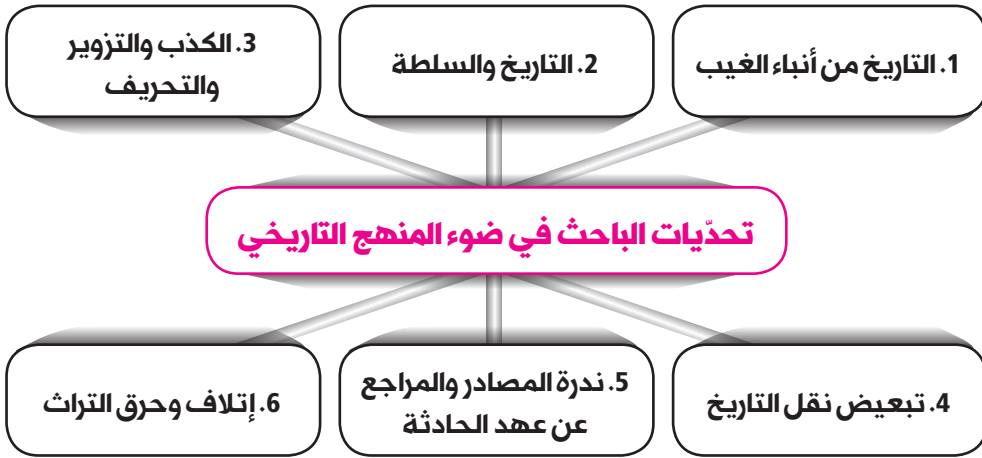 1. التاريخ من أنباء الغيب
2. التاريخ والسلطة
3. الكذب والتزوير
والتحريف
تحدّيات الباحث في ضوء المنهج التاريخي
4. تبعيض نقل التاريخ
5. ندرة المصادر والمراجع
عن عهد الحادثة
6. إتلاف وحرق التراث